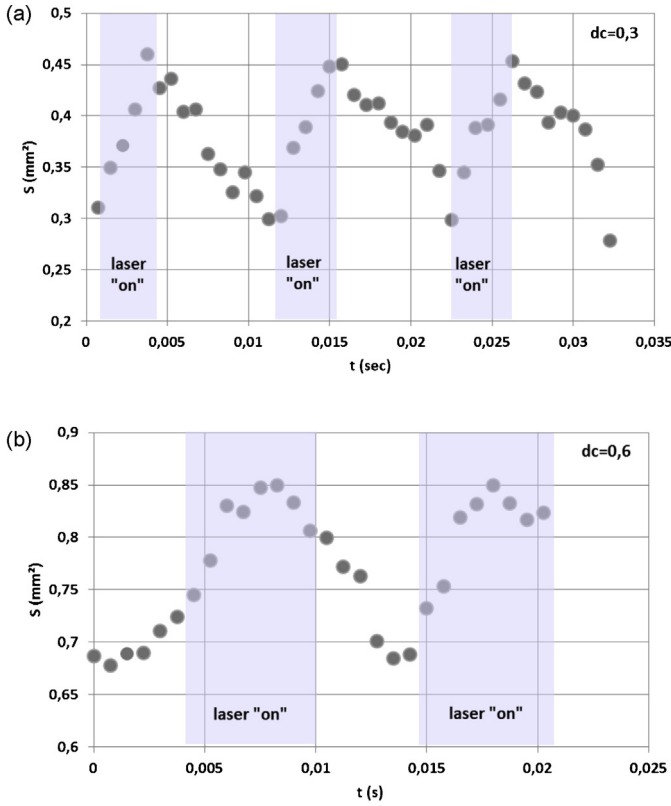 (a)
0,5
dc=0,3
0,45
0,4
0,35
S (mm²)
0,3
laser "on"
laser "on"
laser "on"
0,25
0,2
0 0,005 0,01 0,015 0,02 0,025 0,03 0,035
t (sec)
(b)
0,9
dc=0,6
0,85
0,8
0,75
S (mm²)
0,7
0,65
laser "on" laser "on"
0,6
0 0,005 0,01 0,015 0,02 0,025
t (s)